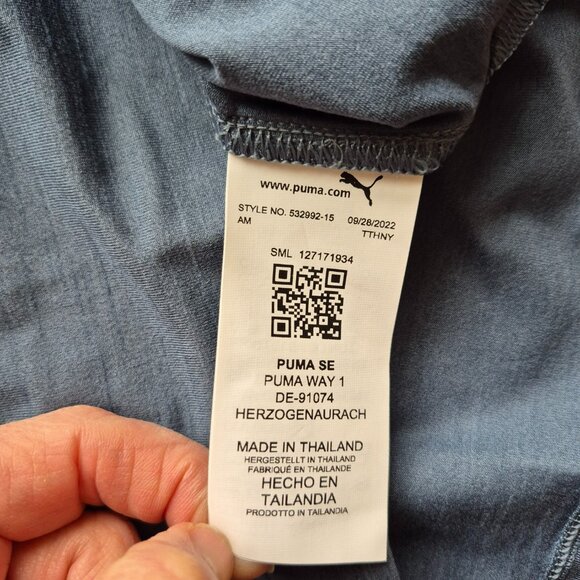 www.puma.com
STYLE NO. 532992-15 09/28/2022
AM TTHNY
SML 127171934
PUMA SE
PUMA WAY 1
DE-91074
HERZOGENAURACH
MADE IN THAILAND
HERGESTELLT IN THAILAND
FABRIQUÉ EN THAILANDE
HECHO EN
TAILANDIA
PRODOTTO IN TAILANDIA